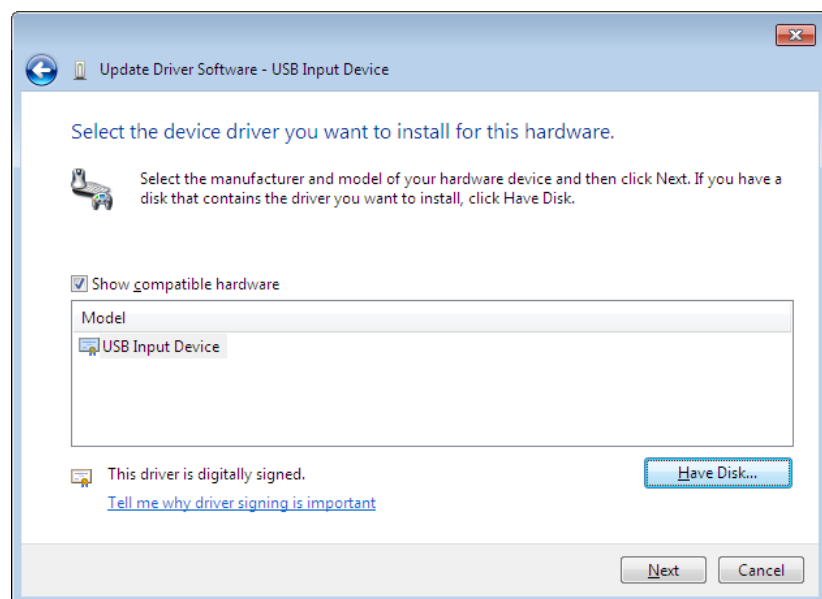 Update Driver Software - USB Input Device
Select the device driver you want to install for this hardware.
Select the manufacturer and model of your hardware device and then click Next. If you have a
disk that contains the driver you want to install, click Have Disk.
Show compatible hardware
Model
USB Input Device
This driver is digitally signed.
Have Disk...
Tell me why driver signing is important
Next
Cancel